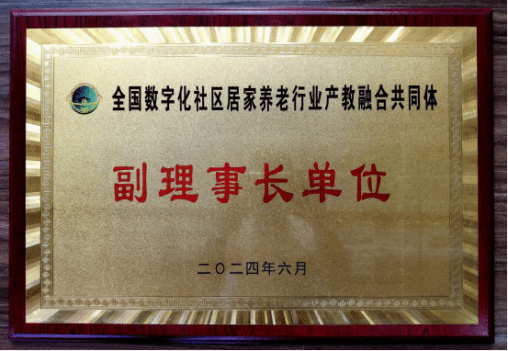 全国数字化社区居家养老行业产教融合共同体
副理事长单位
二〇二四年六月